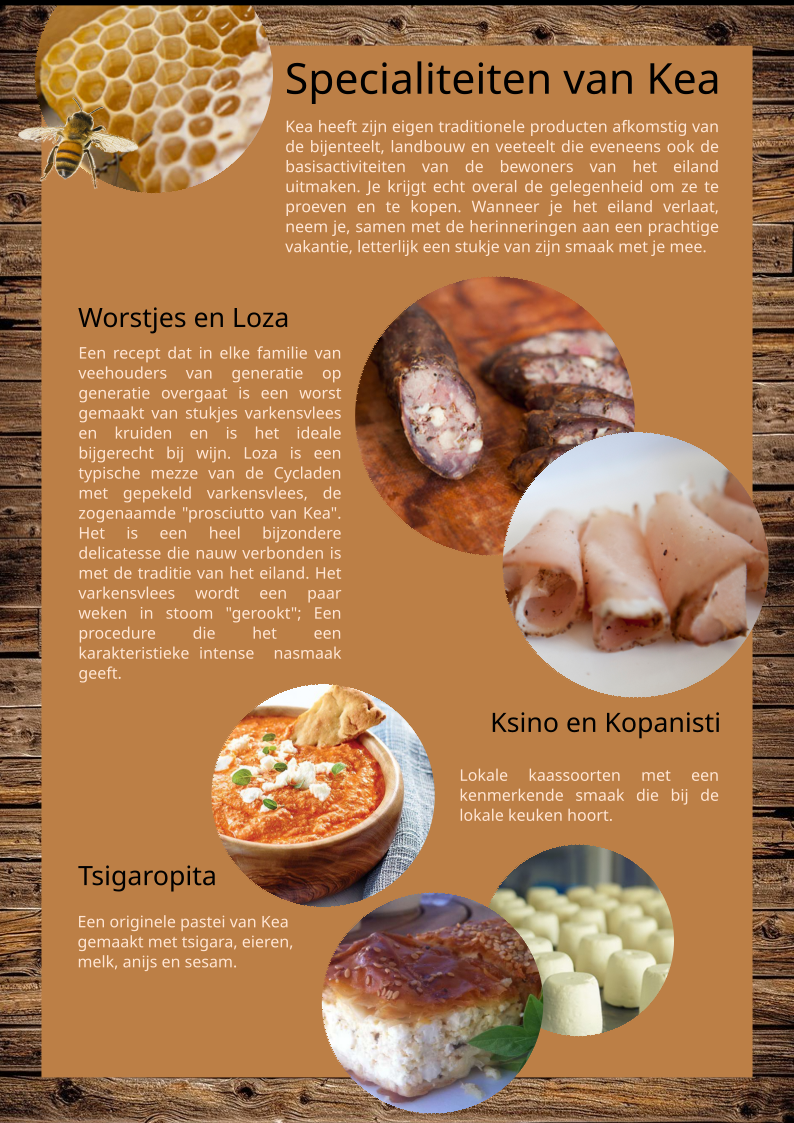 Specialiteiten van Kea
Kea heeft zijn eigen traditionele producten afkomstig van
de bijenteelt, landbouw en veeteelt die eveneens ook de
basisactiviteiten van de bewoners van het eiland
uitmaken. Je krijgt echt overal de gelegenheid om ze te
proeven en te kopen. Wanneer je het eiland verlaat,
neem je, samen met de herinneringen aan een prachtige
vakantie, letterlijk een stukje van zijn smaak met je mee.
Worstjes en Loza
Een recept dat in elke familie van
veehouders van generatie op
generatie overgaat is een worst
gemaakt van stukjes varkensvlees
en kruiden en is het ideale
bijgerecht bij wijn. Loza is een
typische mezze van de Cycladen
met gepekeld varkensvlees, de
zogenaamde "prosciutto van Kea".
Het is een heel bijzondere
delicatesse die nauw verbonden is
met de traditie van het eiland. Het
varkensvlees wordt een paar
weken in stoom "gerookt"; Een
procedure die het een
karakteristieke intense nasmaak
geeft.
Ksino en Kopanisti
Lokale kaassoorten met een
kenmerkende smaak die bij de
lokale keuken hoort.
Tsigaropita
Een originele pastei van Kea
gemaakt met tsigara, eieren,
melk, anijs en sesam.